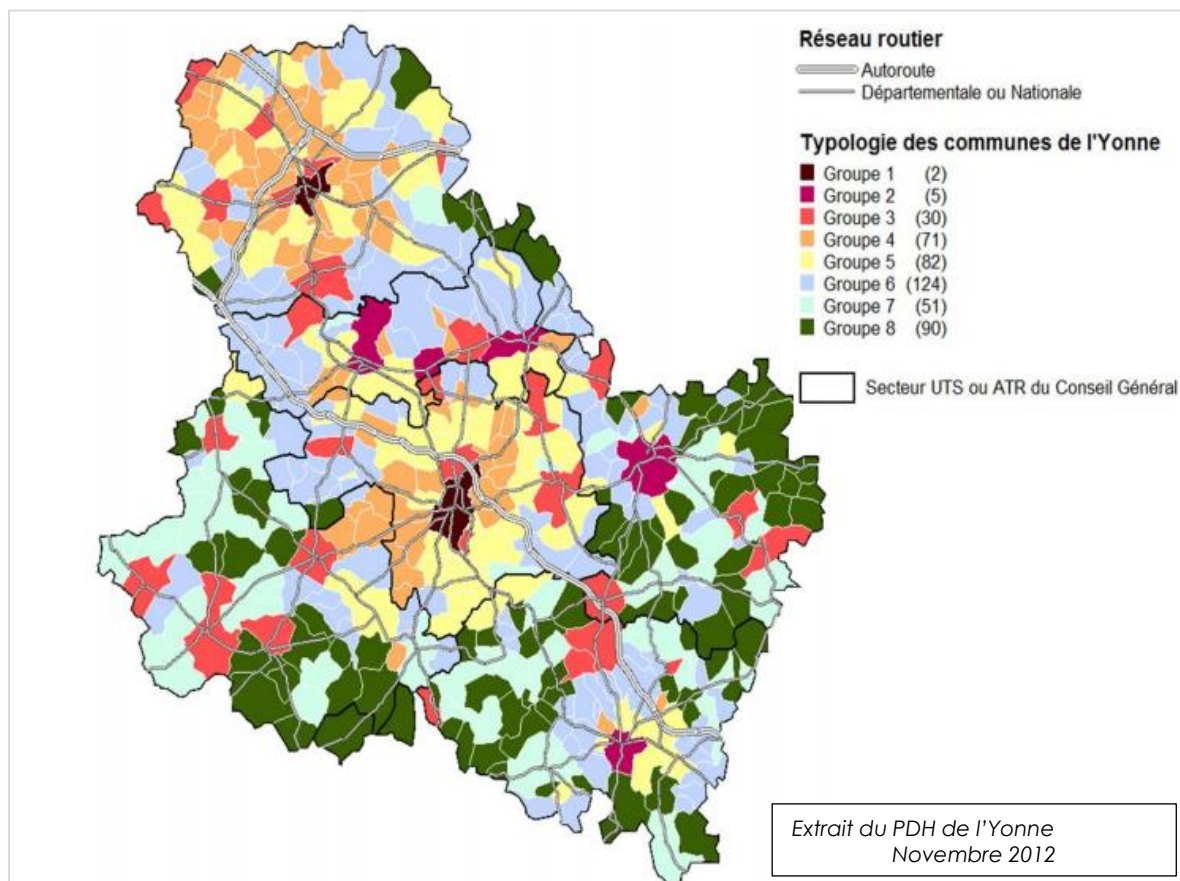 Réseau routier
Autoroute
Départementale ou Nationale
Typologie des communes de l'Yonne
Groupe 1 (2)
Groupe 2 (5)
Groupe 3 (30)
Groupe 4 (71)
Groupe 5 (82)
Groupe 6 (124)
Groupe 7 (51)
Groupe 8 (90)
Secteur UTS ou ATR du Conseil Général
Extrait du PDH de l'Yonne
Novembre 2012